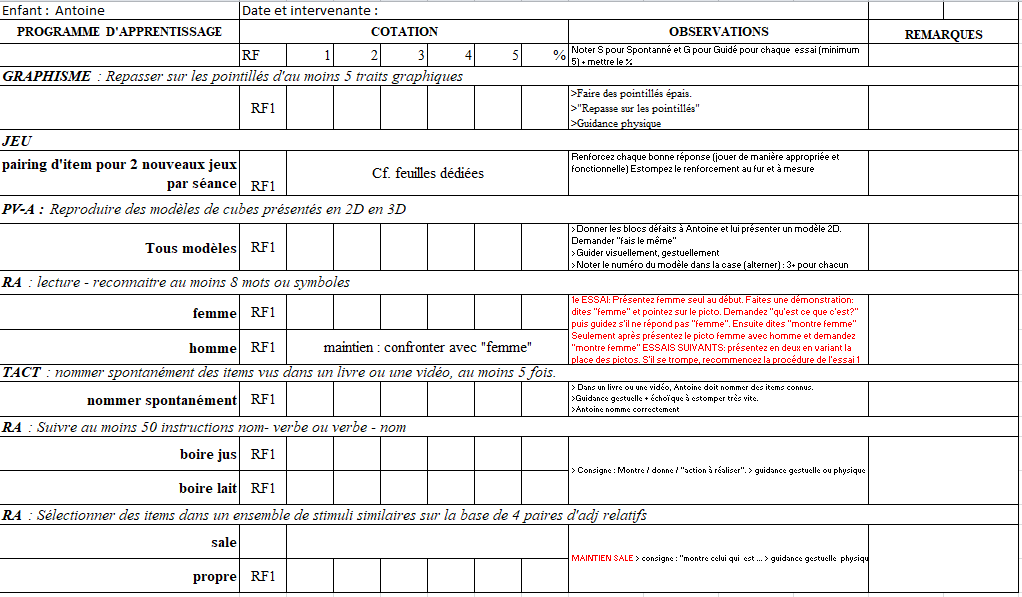 Enfant : Antoine Date et intervenante :
PROGRAMME D'APPRENTISSAGE COTATION OBSERVATIONS REMARQUES
RF 1 2 3 4 5 % Noter S pour Spontanné et G pour Guidé pour chaque essai (minimum
5) + mettre le %
GRAPHISME : Repasser sur les pointillés d'au moins 5 traits graphiques
RF1
>Faire des pointillés épais.
>"Repasse sur les pointillés"
>Guidance physique
JEU
pairing d'item pour 2 nouveaux jeux
par séance RF1 Cf. feuilles dédiées
Renforcez chaque bonne réponse (jouer de manière appropriée et
fonctionnelle) Estompez le renforcement au fur et à mesure
PV-A : Reproduire des modèles de cubes présentés en 2D en 3D
Tous modèles RF1
> Donner les blocs défaits à Antoine et lui présenter un modèle 2D.
Demander "fais le même"
> Guider visuellement, gestuellement
> Noter le numéro du modèle dans la case (alterner) : 3+ pour chacun
RA : lecture - reconnaitre au moins 8 mots ou symboles
femme RF1
homme RF1 maintien : confronter avec "femme"
1e ESSAI: Présentez femme seul au début. Faites une démonstration:
dites "femme" et pointez sur le picto. Demandez "qu'est ce que c'est?"
puis guidez s'il ne répond pas "femme". Ensuite dites "montre femme"
Seulement après présentez le picto femme avec homme et demandez
"montre femme" ESSAIS SUIVANTS: présentez en deux en variant la
place des pictos. S'il se trompe, recommencez la procédure de l'essai 1
TACT : nommer spontanément des items vus dans un livre ou une vidéo, au moins 5 fois.
nommer spontanément RF1
> Dans un livre ou une vidéo, Antoine doit nommer des items connus.
>Guidance gestuelle + échoïque à estomper très vite.
>Antoine nomme correctement
RA : Suivre au moins 50 instructions nom- verbe ou verbe - nom
boire jus RF1
boire lait RF1
> Consigne : Montre / donne / "action à réaliser". > guidance gestuelle ou physique
RA : Sélectionner des items dans un ensemble de stimuli similaires sur la base de 4 paires d'adj relatifs
sale
propre RF1
MAINTIEN SALE > consigne : "montre celui qui est ... > guidance gestuelle physiqu